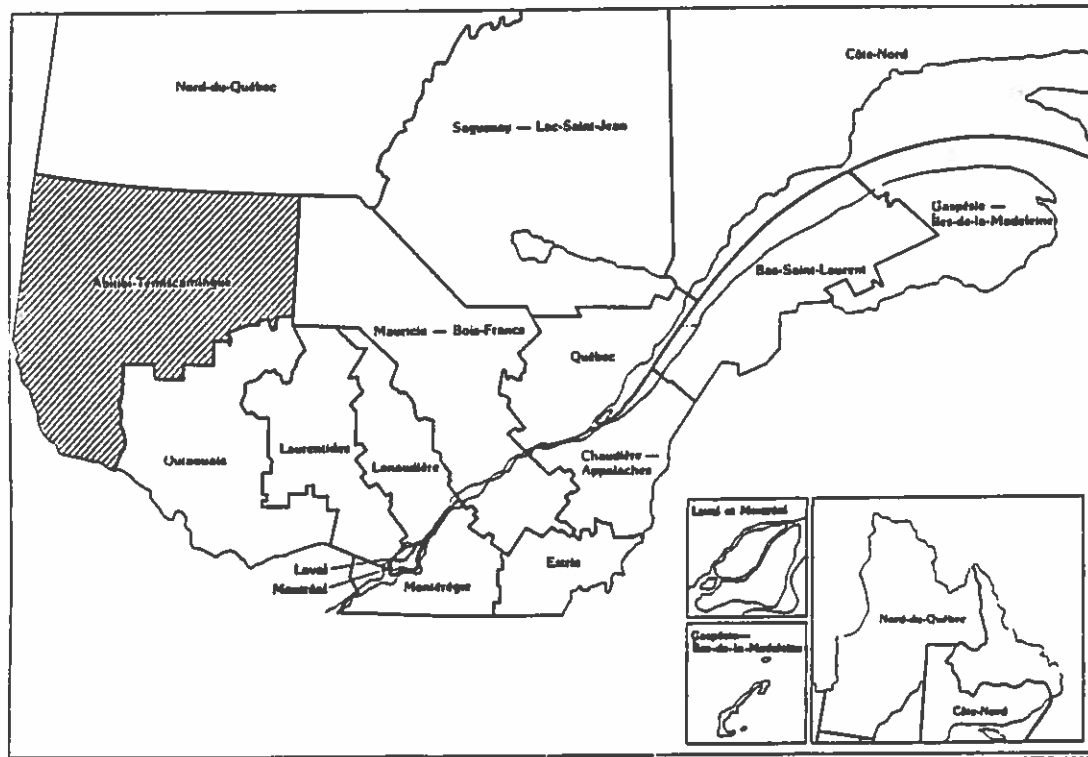 Côte-Nord
Nord-du-Québec
Saguenay — Lac-Saint-Jean
Gaspésie —
Îles-de-la-Madeleine
Abitibi-Témiscamingue
Bas-Saint-Laurent
Mauricie — Bois-Francs
Québec
Outaouais
Laurentides
Lanaudière
Chaudière —
Appalaches
Laval
Montréal
Montérégie
Estrie
Laval et Montréal
Gaspésie—
Îles-de-la-Madeleine
Nord-du-Québec
Côte-Nord